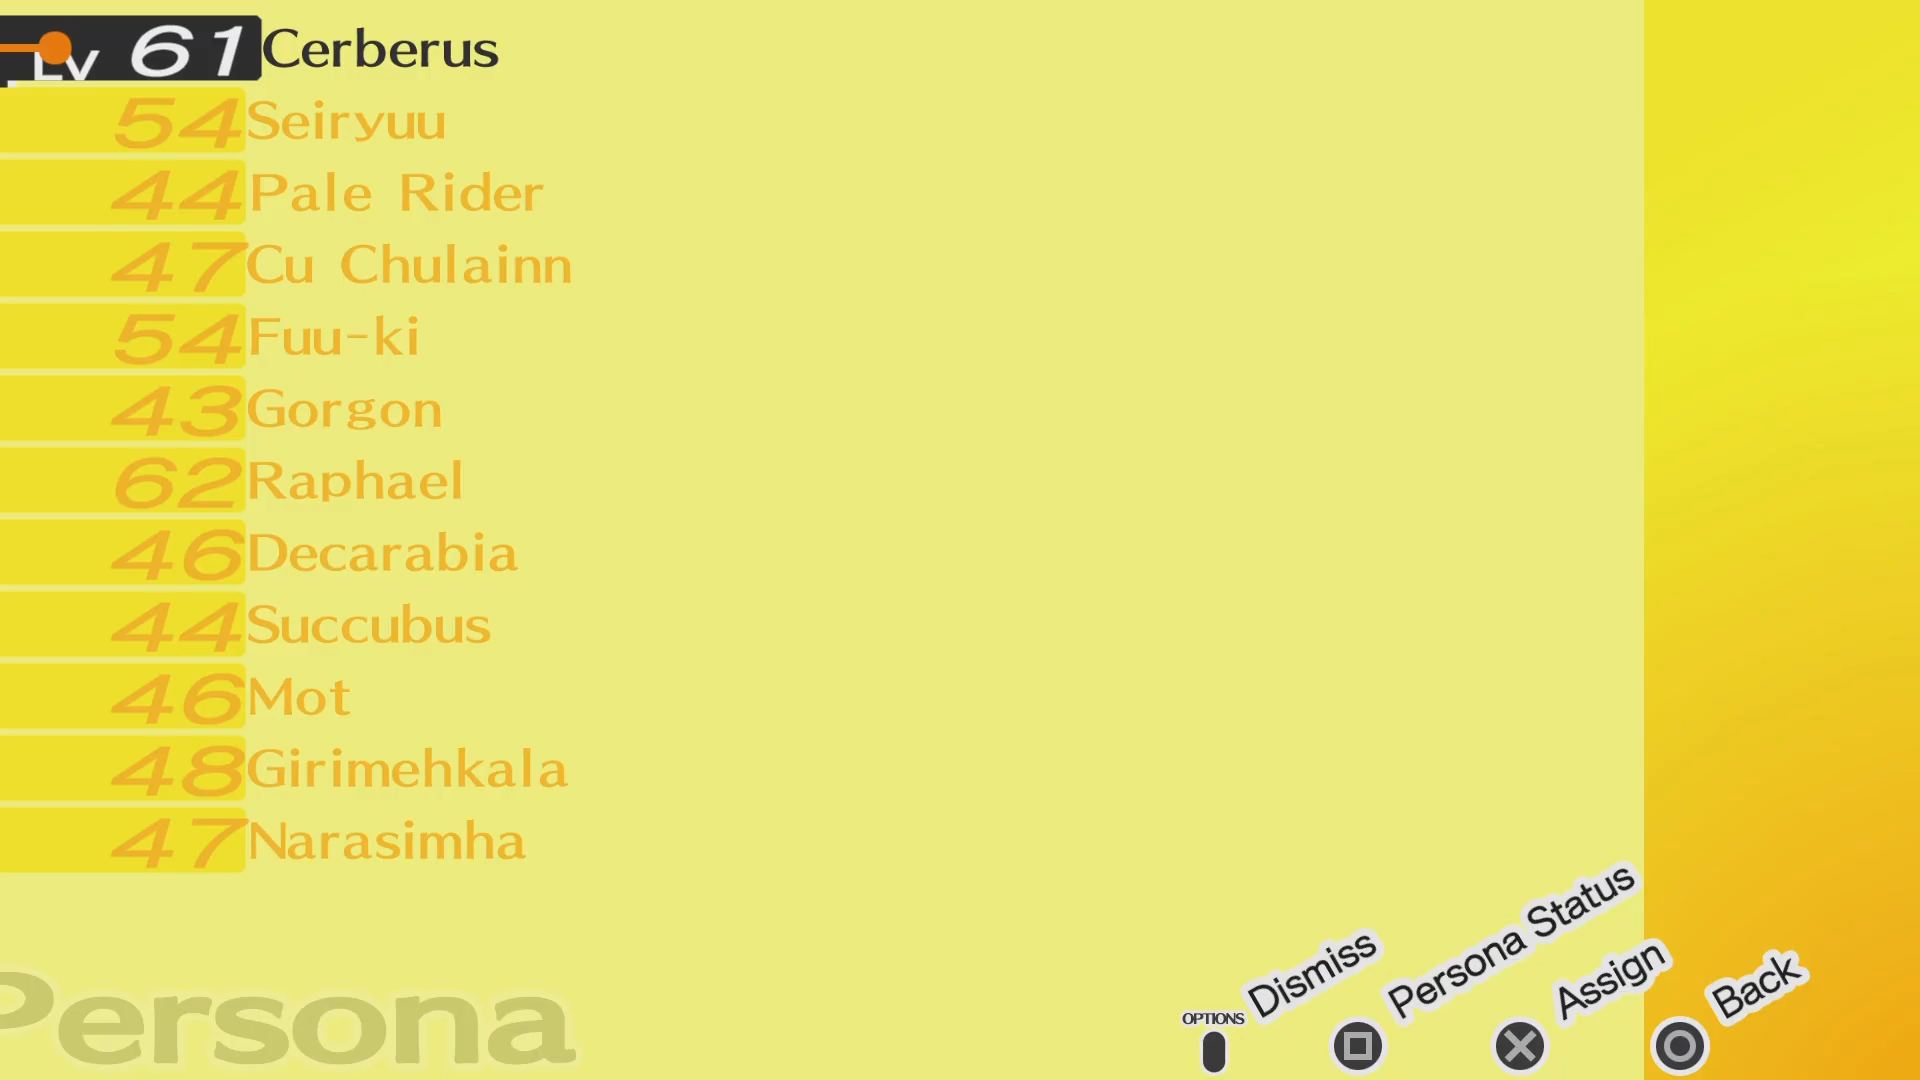 Lv 61 Cerberus
54 Seiryuu
44 Pale Rider
47 Cu Chulainn
54 Fuu-ki
43 Gorgon
62 Raphael
46 Decarabia
44 Succubus
46 Mot
48 Girimehkala
47 Narasimha
Persona
OPTIONS Dismiss
Persona Status
Assign
Back